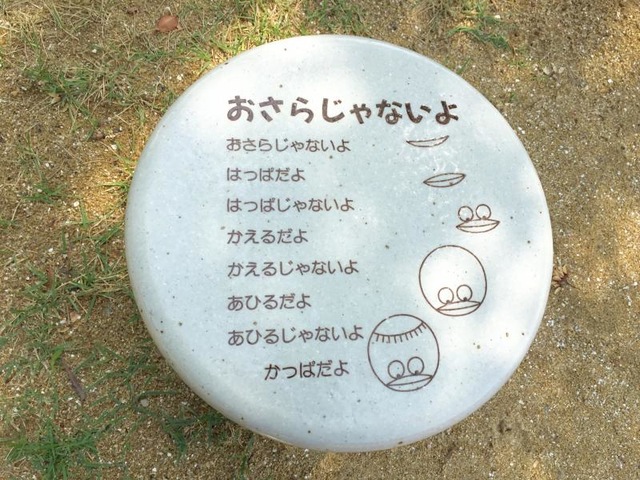 おさらじゃないよ
おさらじゃないよ
はっぱだよ
はっぱじゃないよ
かえるだよ
かえるじゃないよ
あひるだよ
あひるじゃないよ
かっぱだよ